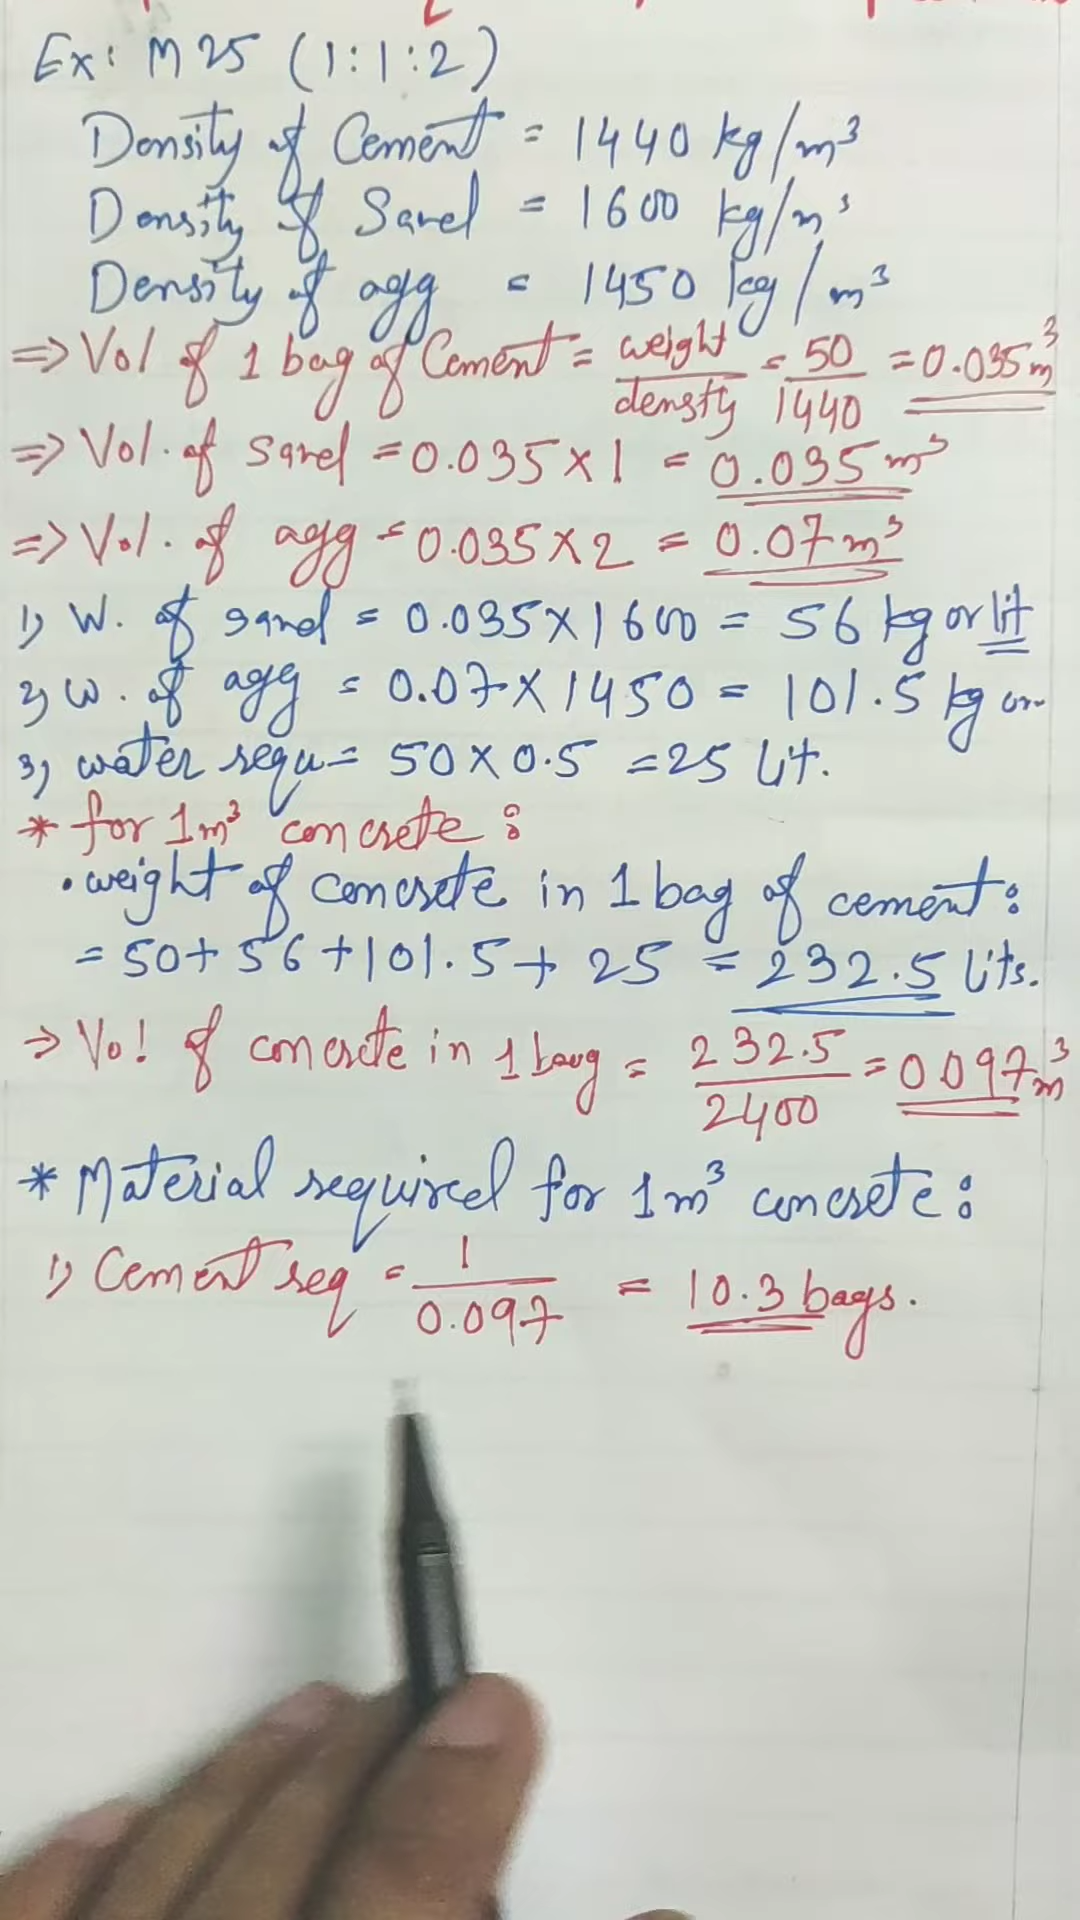 Ex: M25 (1:1:2)
Density of Cement = 1440 kg/m³
Density of Sand = 1600 kg/m³
Density of agg = 1450 kg/m³
=> Vol of 1 bag of Cement = weight/density = 50/1440 = 0.035 m³
=> Vol. of sand = 0.035 x 1 = 0.035 m³
=> Vol. of agg = 0.035 x 2 = 0.07 m³
1) W. of sand = 0.035 x 1600 = 56 kg or lit
2) W. of agg = 0.07 x 1450 = 101.5 kg or
3) water requ = 50 x 0.5 = 25 Lit.
* for 1m³ concrete :
• weight of concrete in 1 bag of cement :
= 50 + 56 + 101.5 + 25 = 232.5 Lits.
⇒ Vol of concrete in 1 bag = 232.5/2400 = 0.097 m³
* Material required for 1m³ concrete :
1) Cement req = 1/0.097 = 10.3 bags.